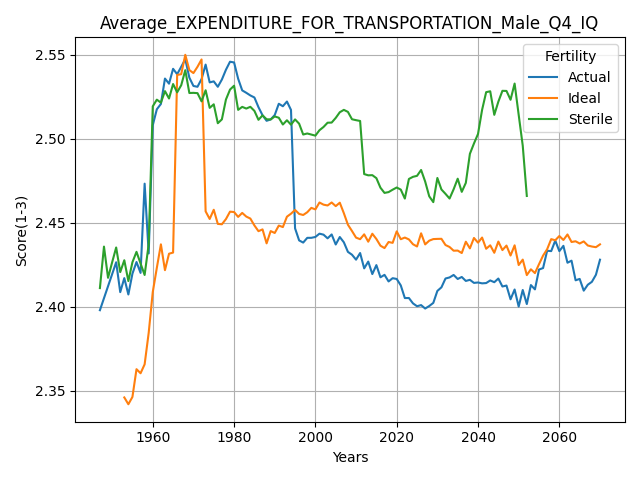 Average_EXPENDITURE_FOR_TRANSPORTATION_Male_Q4_IQ
Fertility
Actual
Ideal
Sterile
Score(1-3)
2.55
2.50
2.45
2.40
2.35
1960 1980 2000 2020 2040 2060
Years